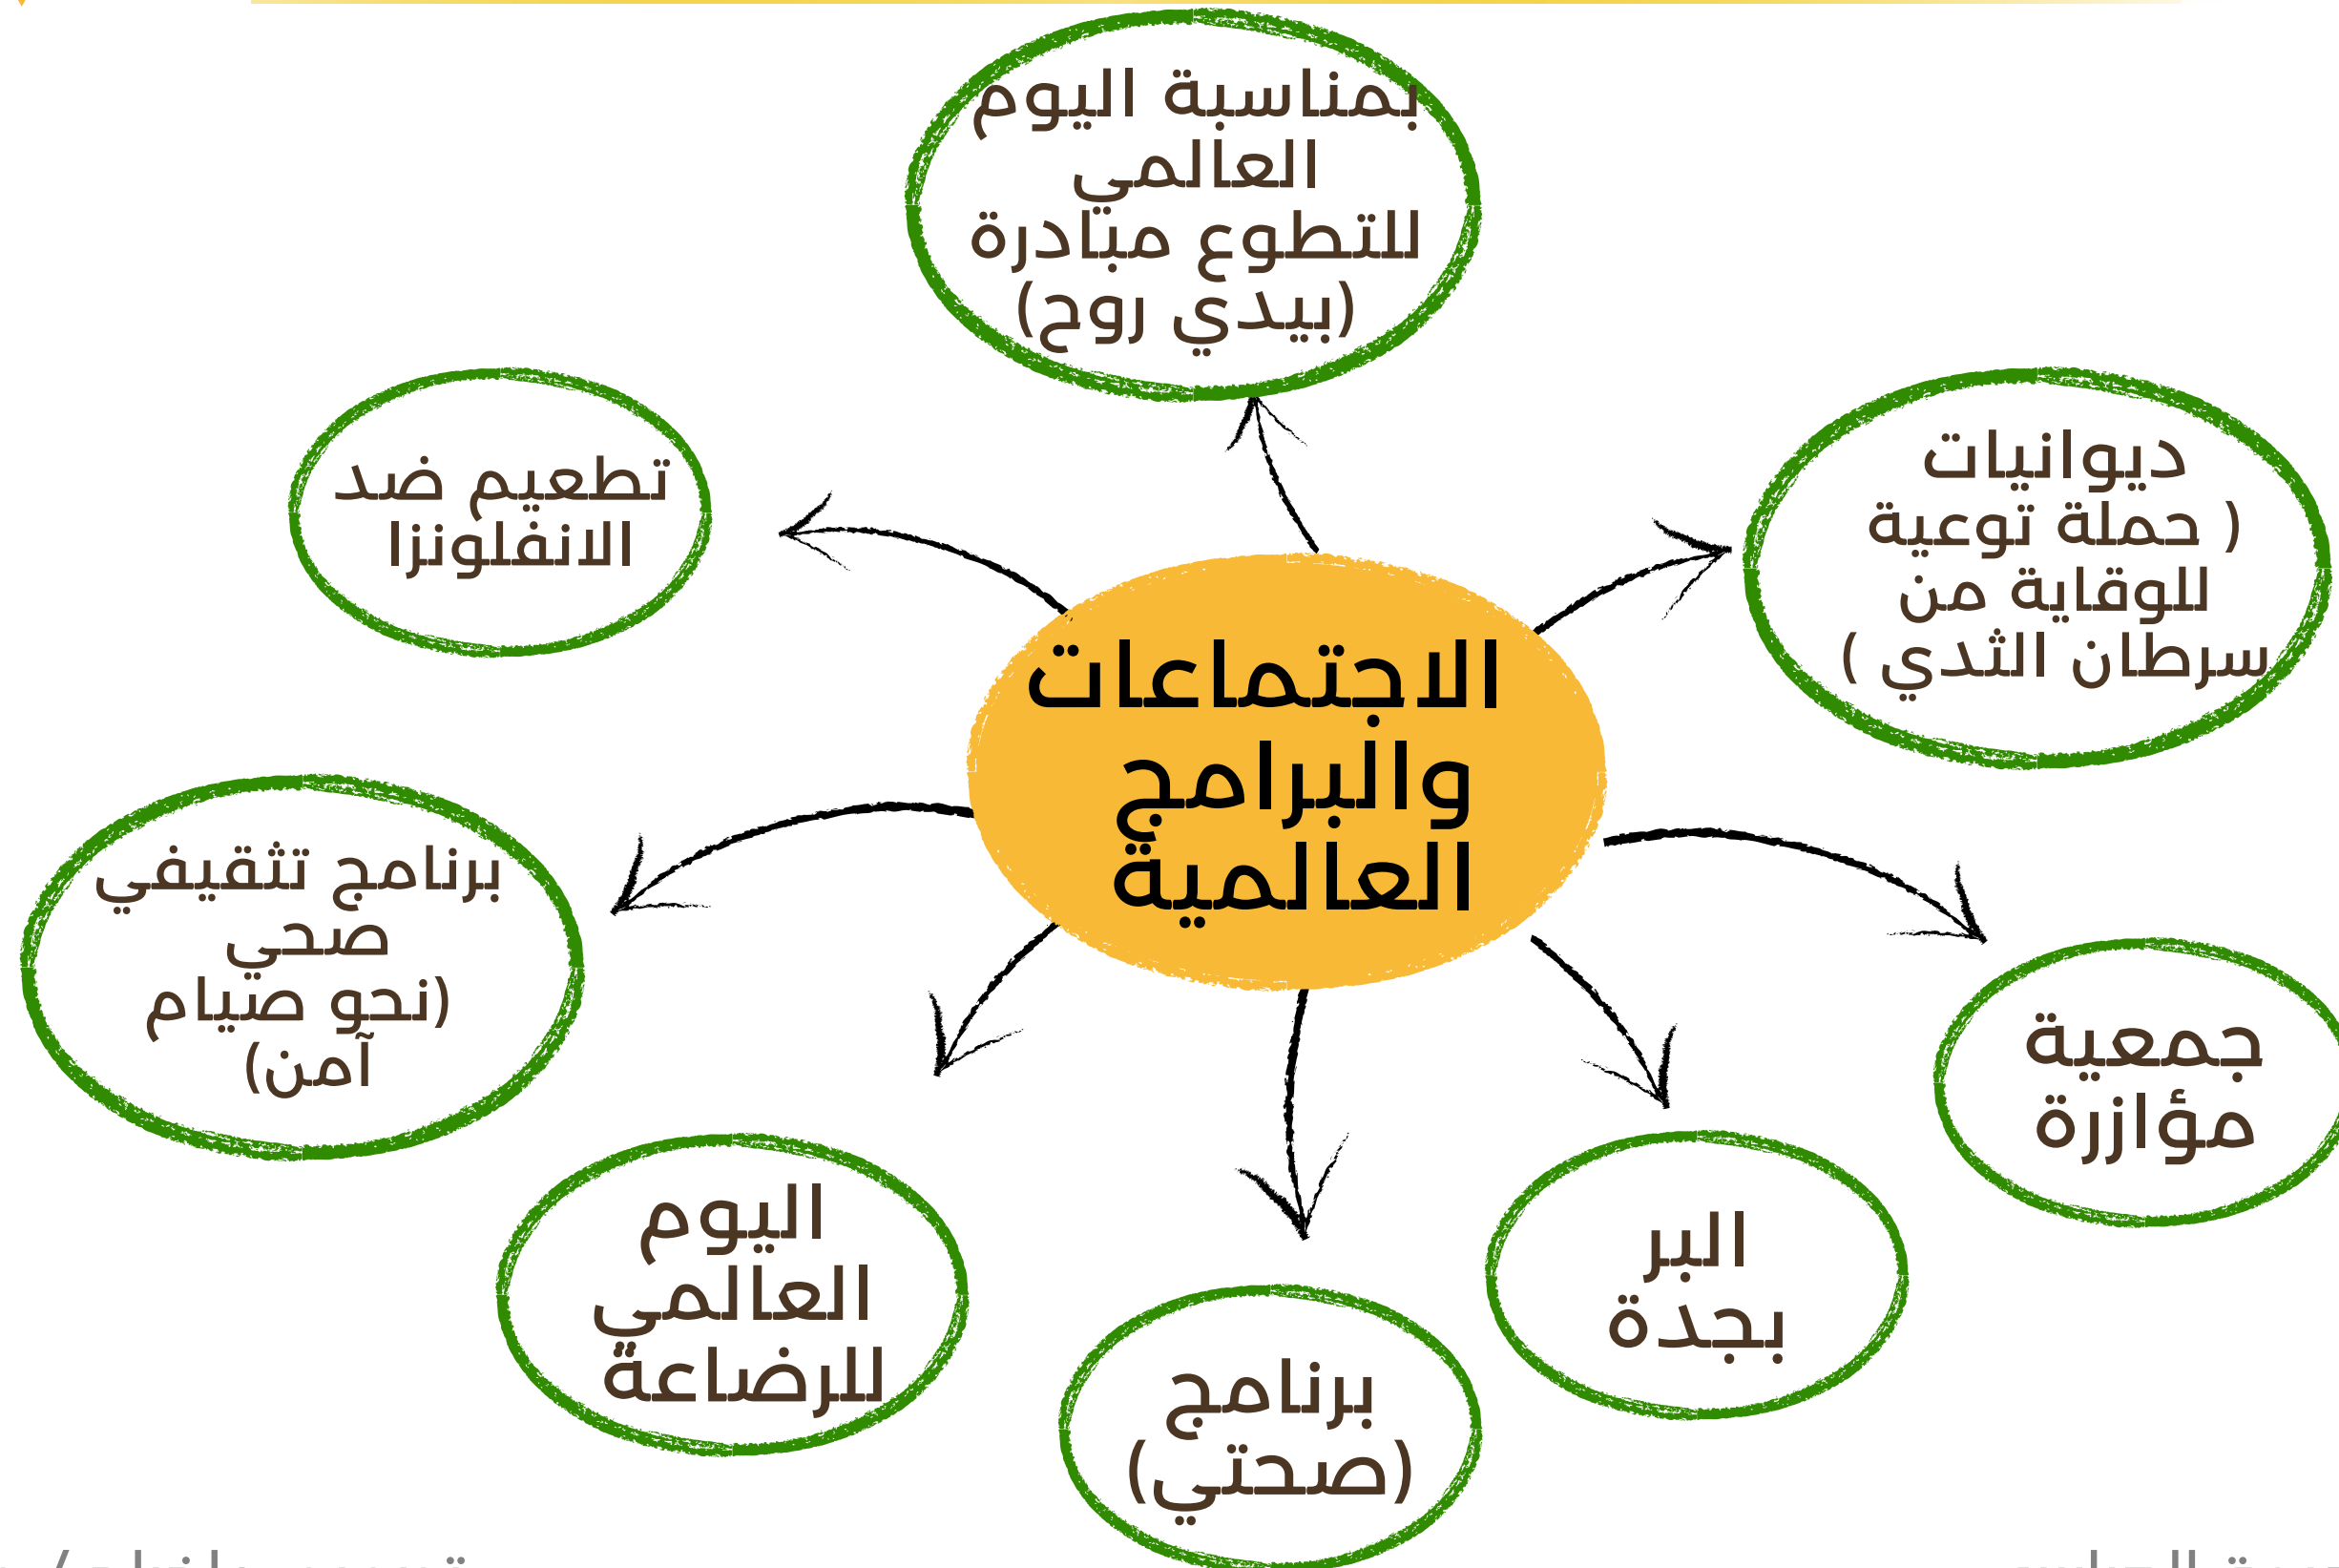 بمناسبة اليوم
العالمي
للتطوع مبادرة
(بيدي روح)
ديوانيات
( حملة توعية
للوقاية من
سرطان الثدي )
تطعيم ضد
الانفلونزا
الاجتماعات
والبرامج
العالمية
برنامج تثقيفي
صحي
(نحو صيام
آمن)
جمعية
مؤازرة
البر
بجدة
اليوم
العالمي
للرضاعة
برنامج
(صحتي)